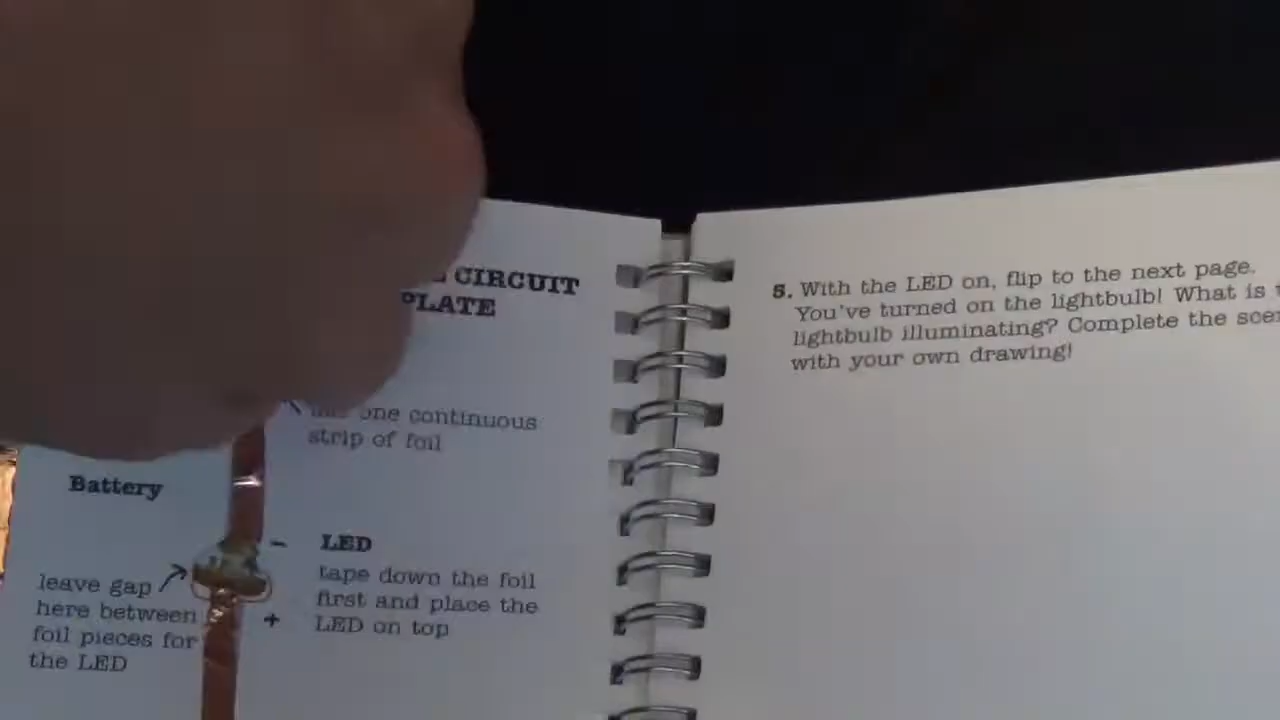 CIRCUIT
PLATE
one continuous
strip of foil
Battery
- LED
tape down the foil
first and place the
+ LED on top
leave gap
here between
foil pieces for
the LED
5. With the LED on, flip to the next page.
You've turned on the lightbulb! What is
lightbulb illuminating? Complete the
with your own drawing!